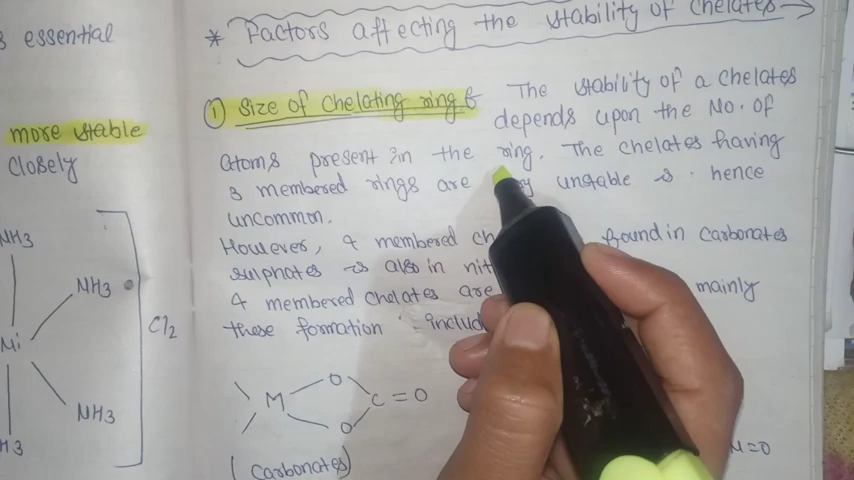 s essential
more stable
closely
NH3
NH3
Ni
NH3
H3
Cl2
* Factors affecting the stability of chelates →
① Size of chelating ring & The stability of a chelates
depends upon the No. of
atoms present in the ring. The chelates having
3 membered rings are unstable & hence
uncommon.
However, 4 membered ch found in carbonates
sulphates & also in nit
4 membered chelates are mainly
these formation includ
M O C = O
O
(Carbonates)
M=O